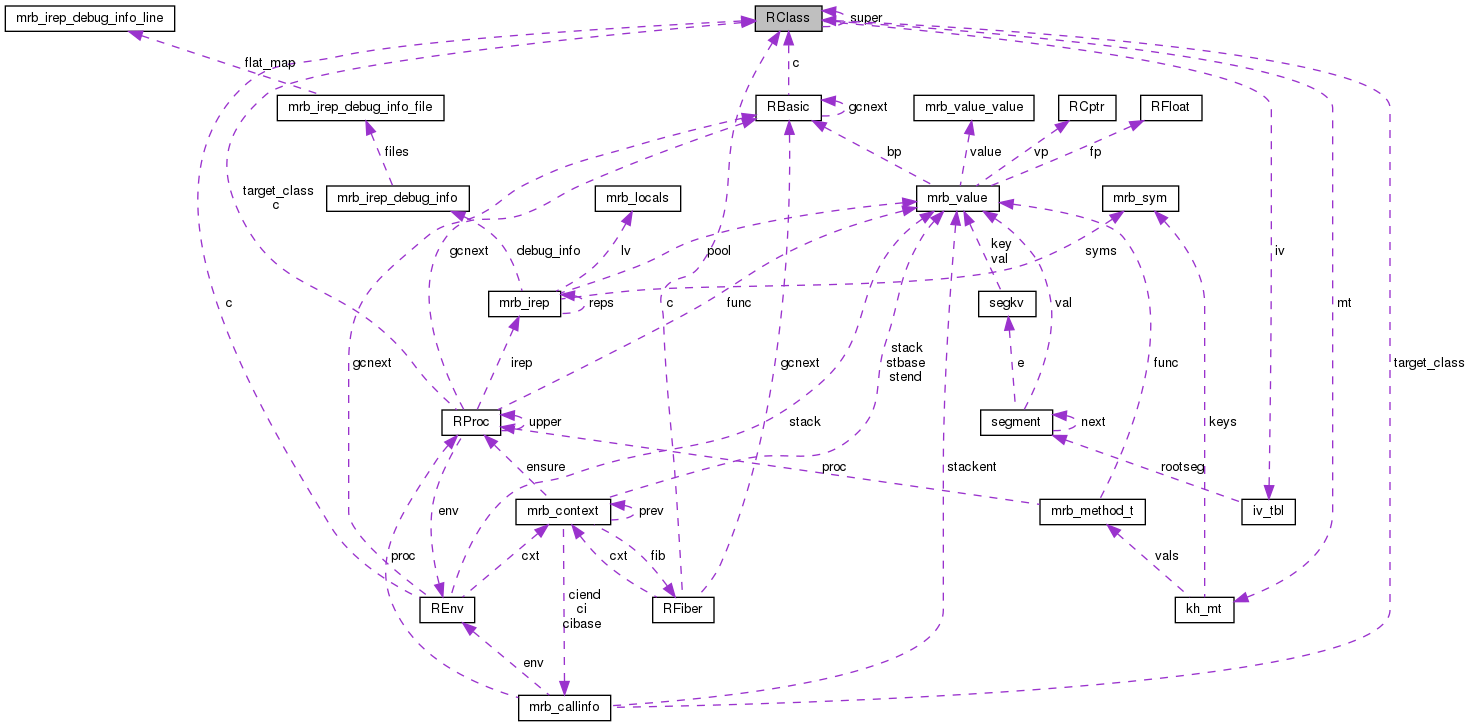 mrb_irep_debug_info_line
RClass
super
flat_map
c
mrb_irep_debug_info_file
RBasic
gcnext
mrb_value_value
RCptr
RFloat
files
bp
value
vp
fp
target_class
c
mrb_irep_debug_info
mrb_locals
mrb_value
mrb_sym
gcnext
debug_info
lv
pool
key
val
syms
iv
c
gcnext
mrb_irep
reps
c
func
segkv
val
mt
irep
stack
stbase
stend
gcnext
e
func
target_class
RProc
upper
stack
segment
next
keys
ensure
stackent
proc
rootseg
env
mrb_context
prev
mrb_method_t
iv_tbl
proc
cxt
fib
cxt
vals
ciend
ci
cibase
REnv
RFiber
kh_mt
env
mrb_callinfo